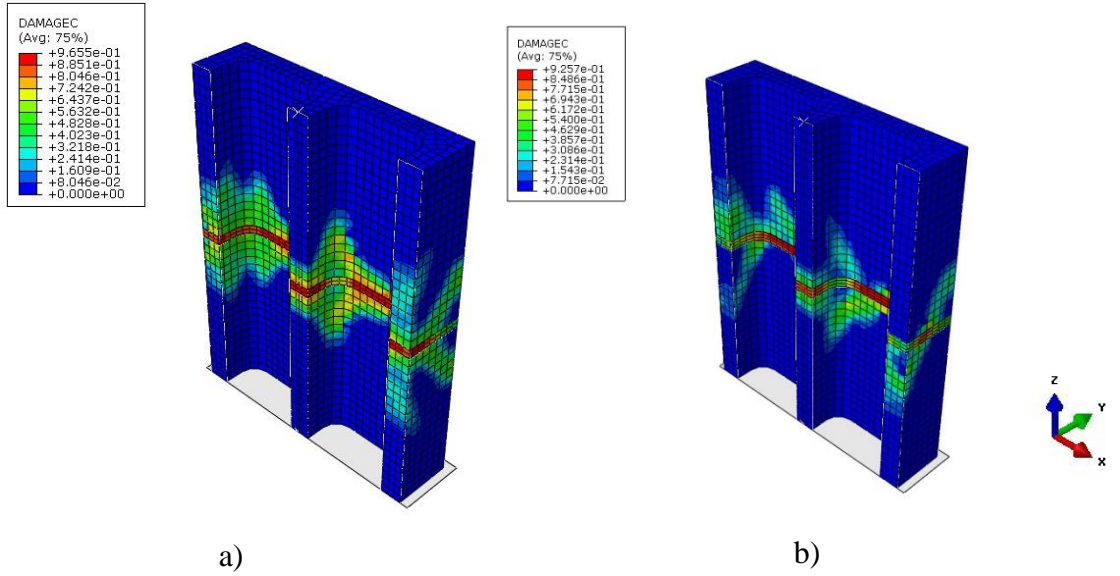 DAMAGEC
(Avg: 75%)
+9.655e-01
+8.851e-01
+8.046e-01
+7.242e-01
+6.437e-01
+5.632e-01
+4.828e-01
+4.023e-01
+3.218e-01
+2.414e-01
+1.609e-01
+8.046e-02
+0.000e+00
DAMAGEC
(Avg: 75%)
+9.257e-01
+8.486e-01
+7.715e-01
+6.943e-01
+6.172e-01
+5.400e-01
+4.629e-01
+3.857e-01
+3.086e-01
+2.314e-01
+1.543e-01
+7.715e-02
+0.000e+00
Z
Y
X
a)
b)